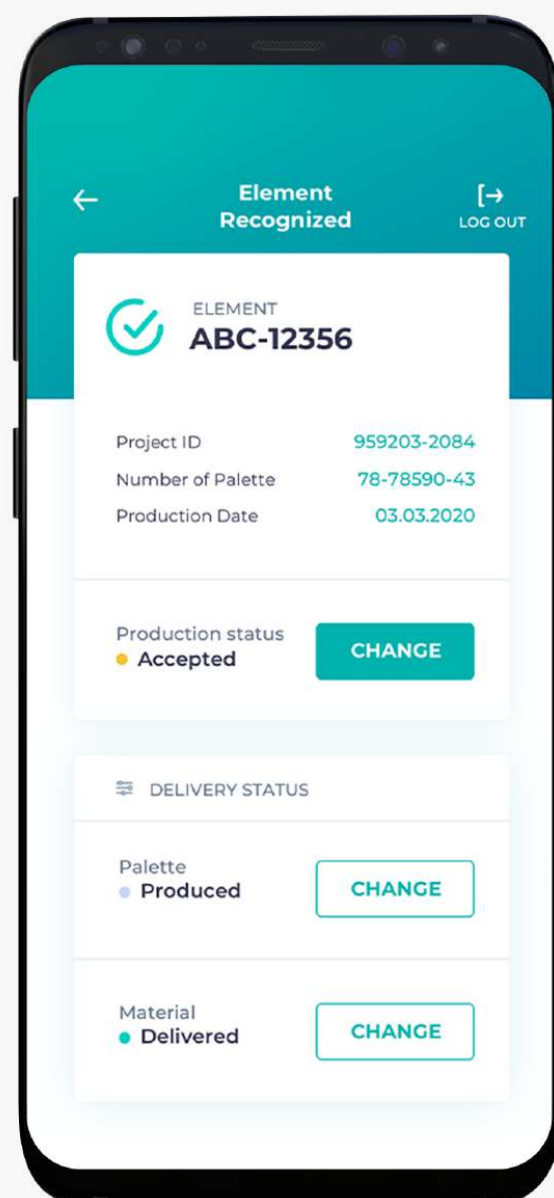 Element
Recognized
LOG OUT
ELEMENT
ABC-12356
Project ID 959203-2084
Number of Palette 78-78590-43
Production Date 03.03.2020
Production status
Accepted
CHANGE
DELIVERY STATUS
Palette
Produced
CHANGE
Material
Delivered
CHANGE